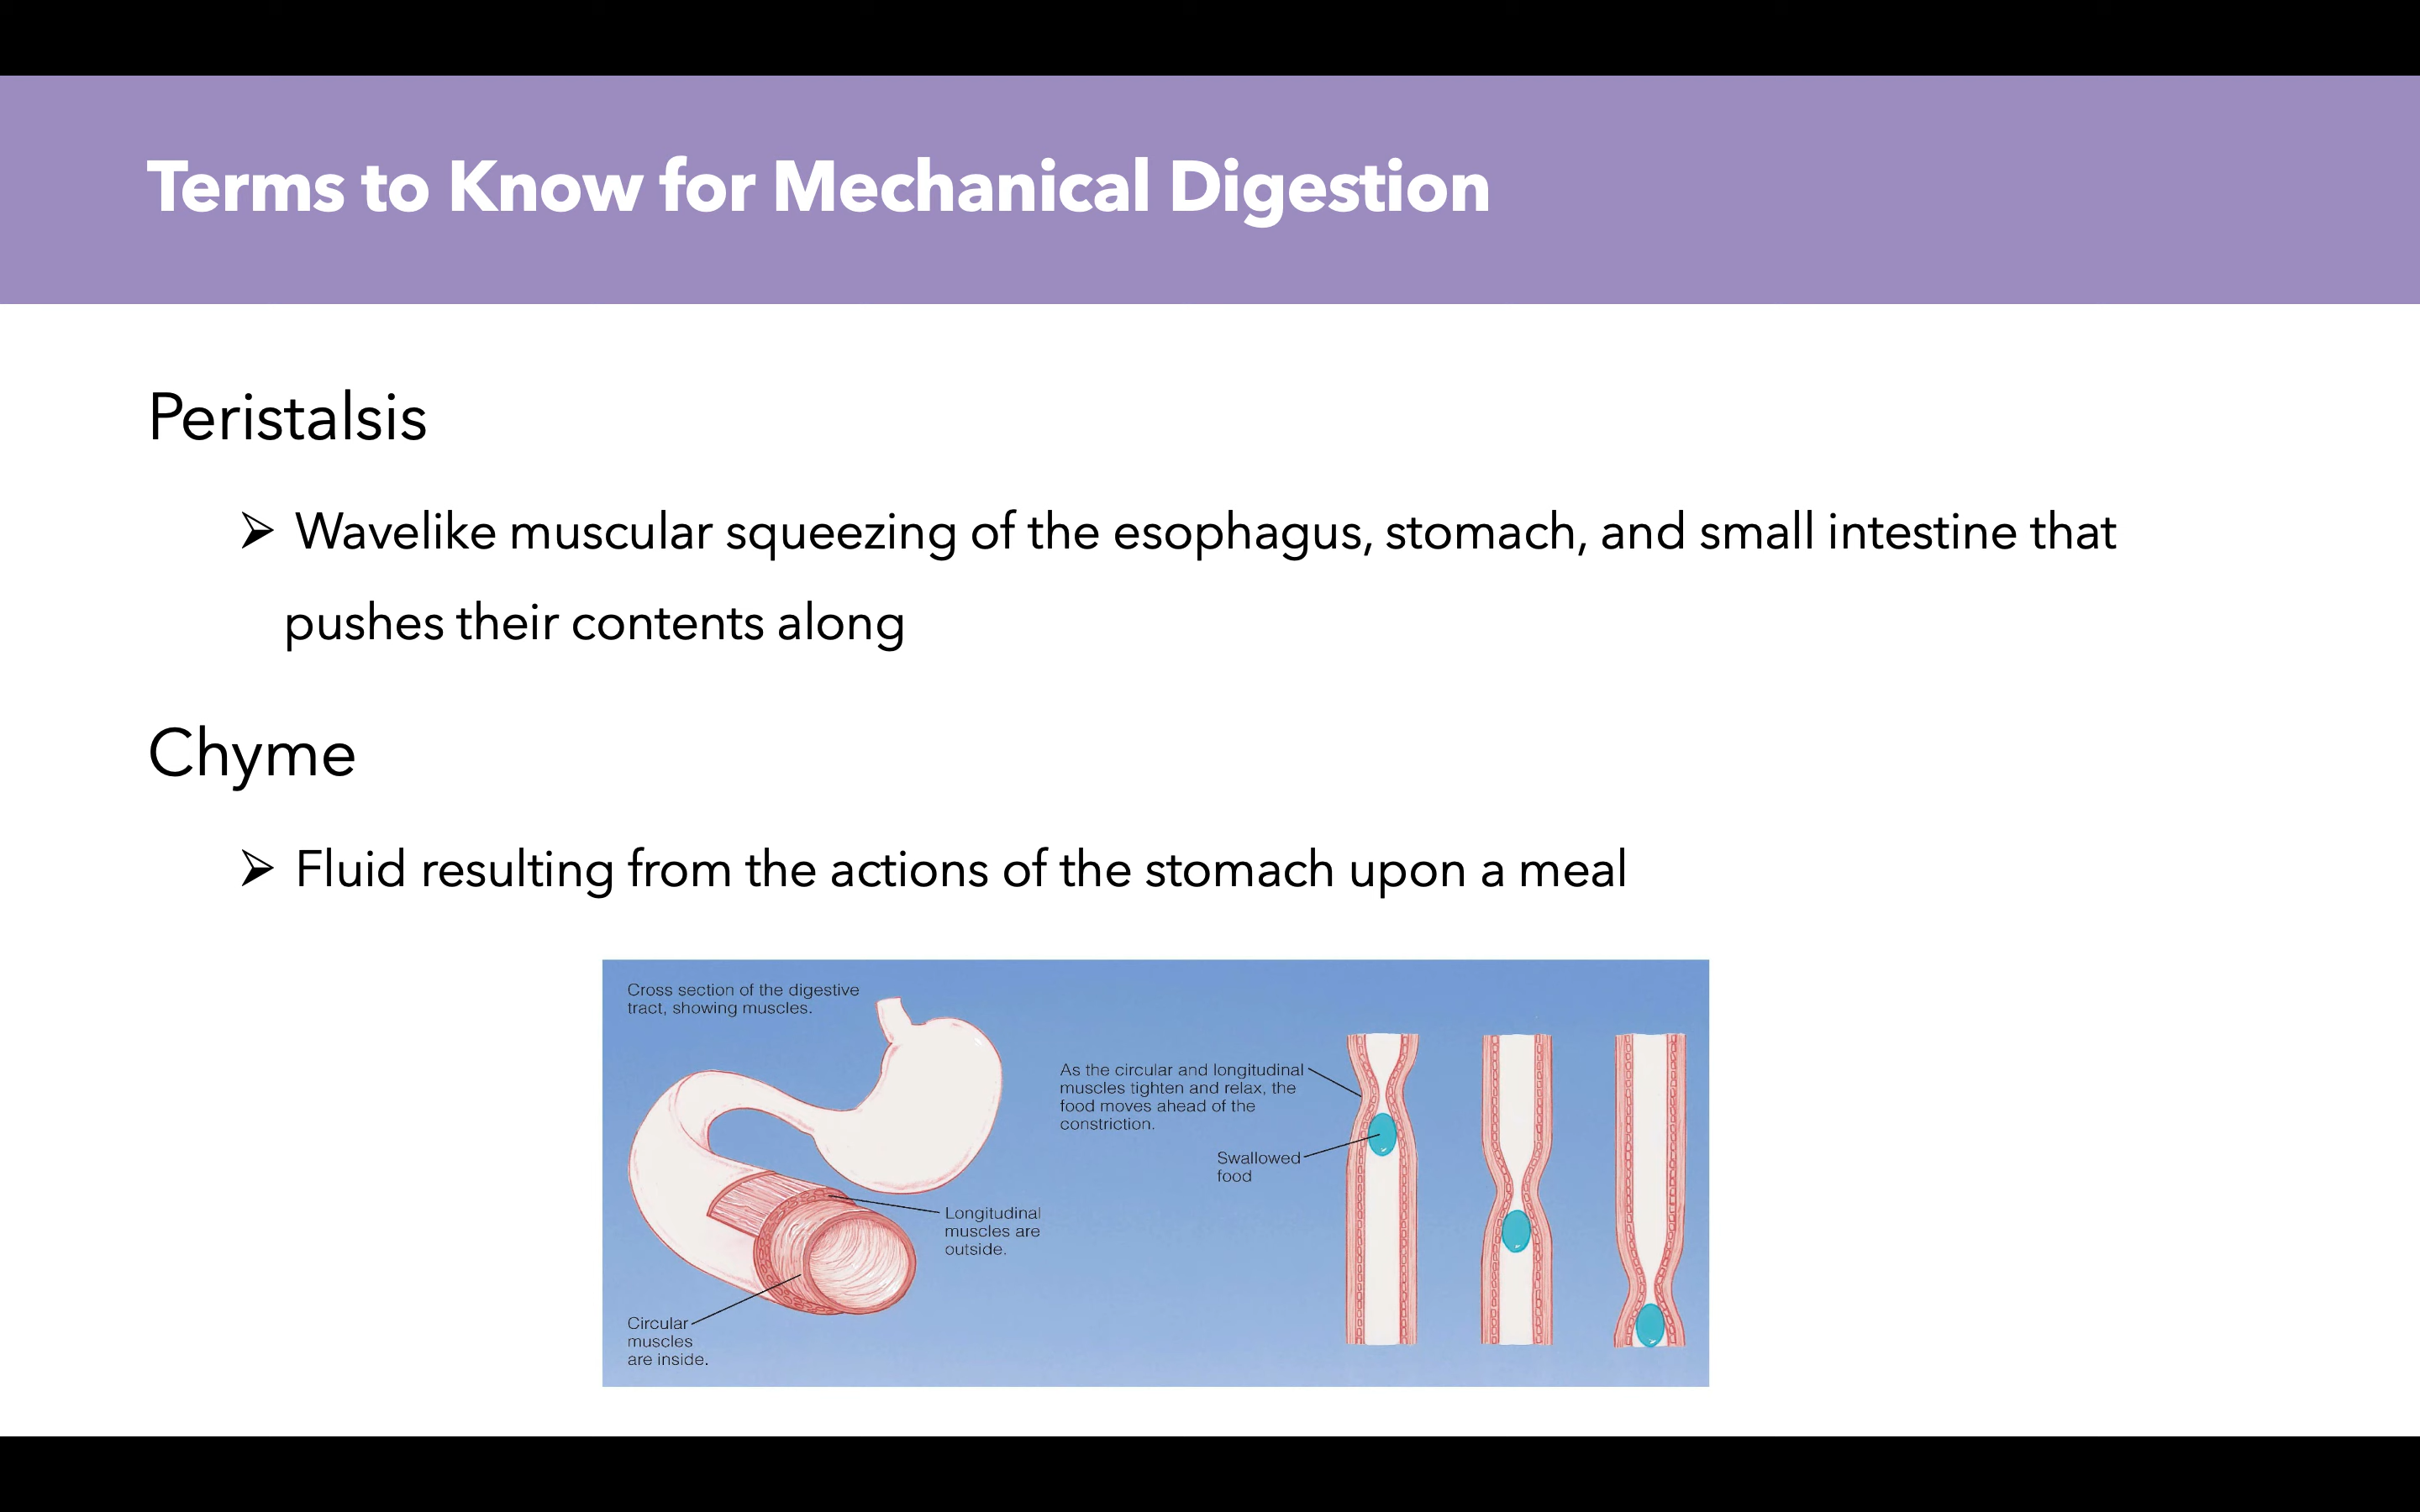 Terms to Know for Mechanical Digestion
Peristalsis
➢ Wavelike muscular squeezing of the esophagus, stomach, and small intestine that
pushes their contents along
Chyme
➢ Fluid resulting from the actions of the stomach upon a meal
Cross section of the digestive
tract, showing muscles.
Longitudinal
muscles are
outside.
Circular
muscles
are inside.
As the circular and longitudinal
muscles tighten and relax, the
food moves ahead of the
constriction.
Swallowed
food